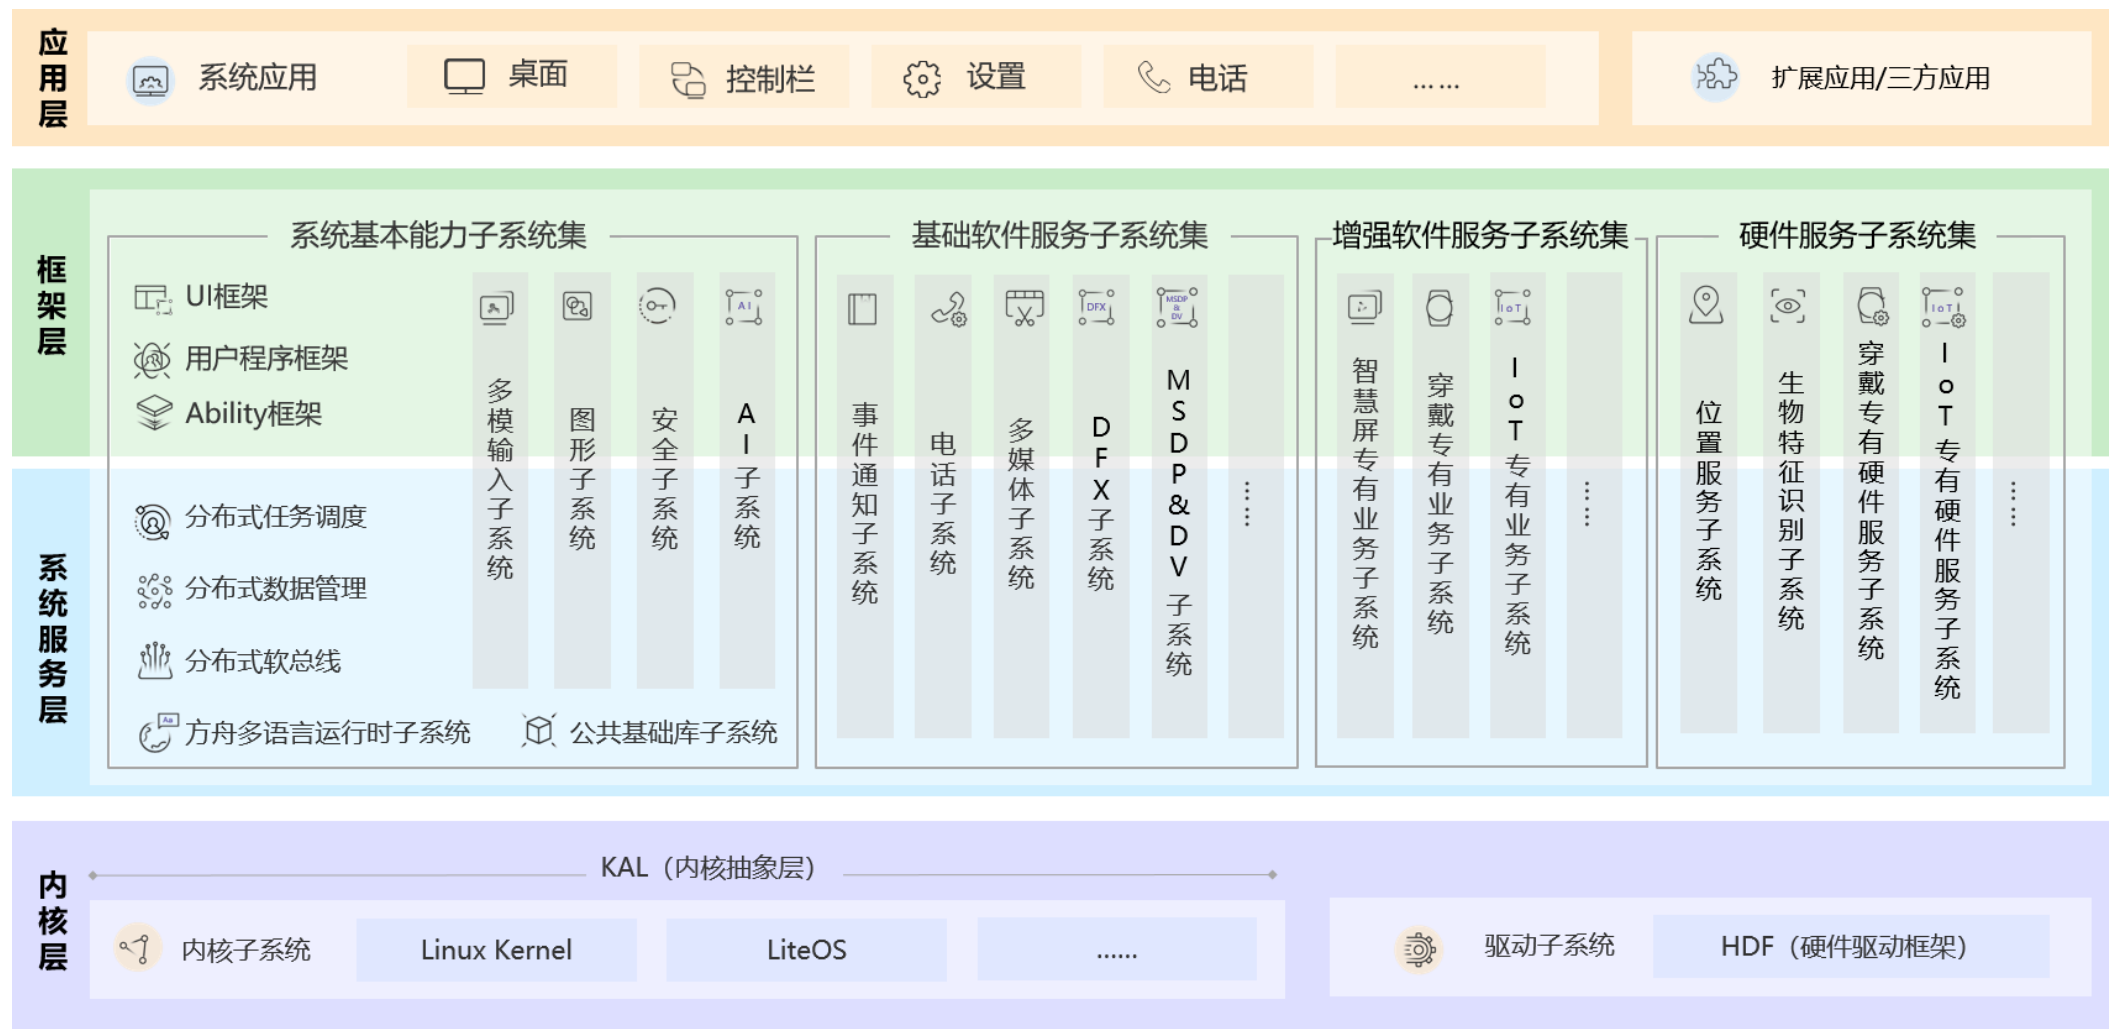 应用层
系统应用
桌面
控制栏
设置
电话
……
扩展应用/三方应用
框架层
系统基本能力子系统集
UI框架
用户程序框架
Ability框架
多模输入子系统
图形子系统
安全子系统
AI
AI子系统
基础软件服务子系统集
事件通知子系统
电话子系统
多媒体子系统
DFX
DFX子系统
MSDP
&
DV
MSDP&DV子系统
……
增强软件服务子系统集
智慧屏专有业务子系统
穿戴专有业务子系统
IoT
IoT专有业务子系统
……
硬件服务子系统集
位置服务子系统
生物特征识别子系统
穿戴专有硬件服务子系统
IoT
IoT专有硬件服务子系统
……
系统服务层
分布式任务调度
分布式数据管理
分布式软总线
Aa
方舟多语言运行时子系统
公共基础库子系统
内核层
KAL（内核抽象层）
内核子系统
Linux Kernel
LiteOS
……
驱动子系统
HDF（硬件驱动框架）